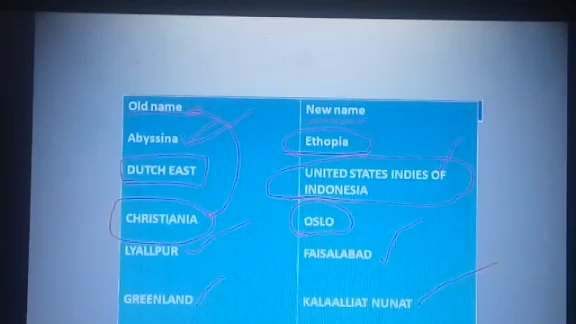 Old name New name
Abyssina Ethopia
DUTCH EAST UNITED STATES INDIES OF
INDONESIA
CHRISTIANIA OSLO
LYALLPUR FAISALABAD
GREENLAND KALAALLIAT NUNAT